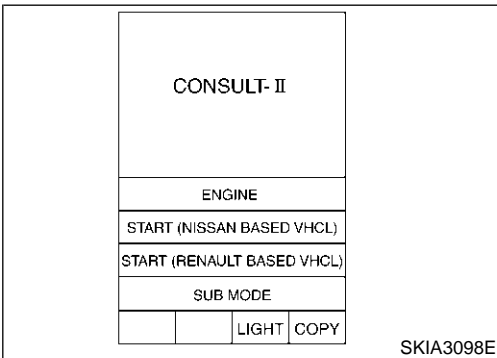 CONSULT-II
ENGINE
START (NISSAN BASED VHCL)
START (RENAULT BASED VHCL)
SUB MODE
LIGHT COPY
SKIA3098E